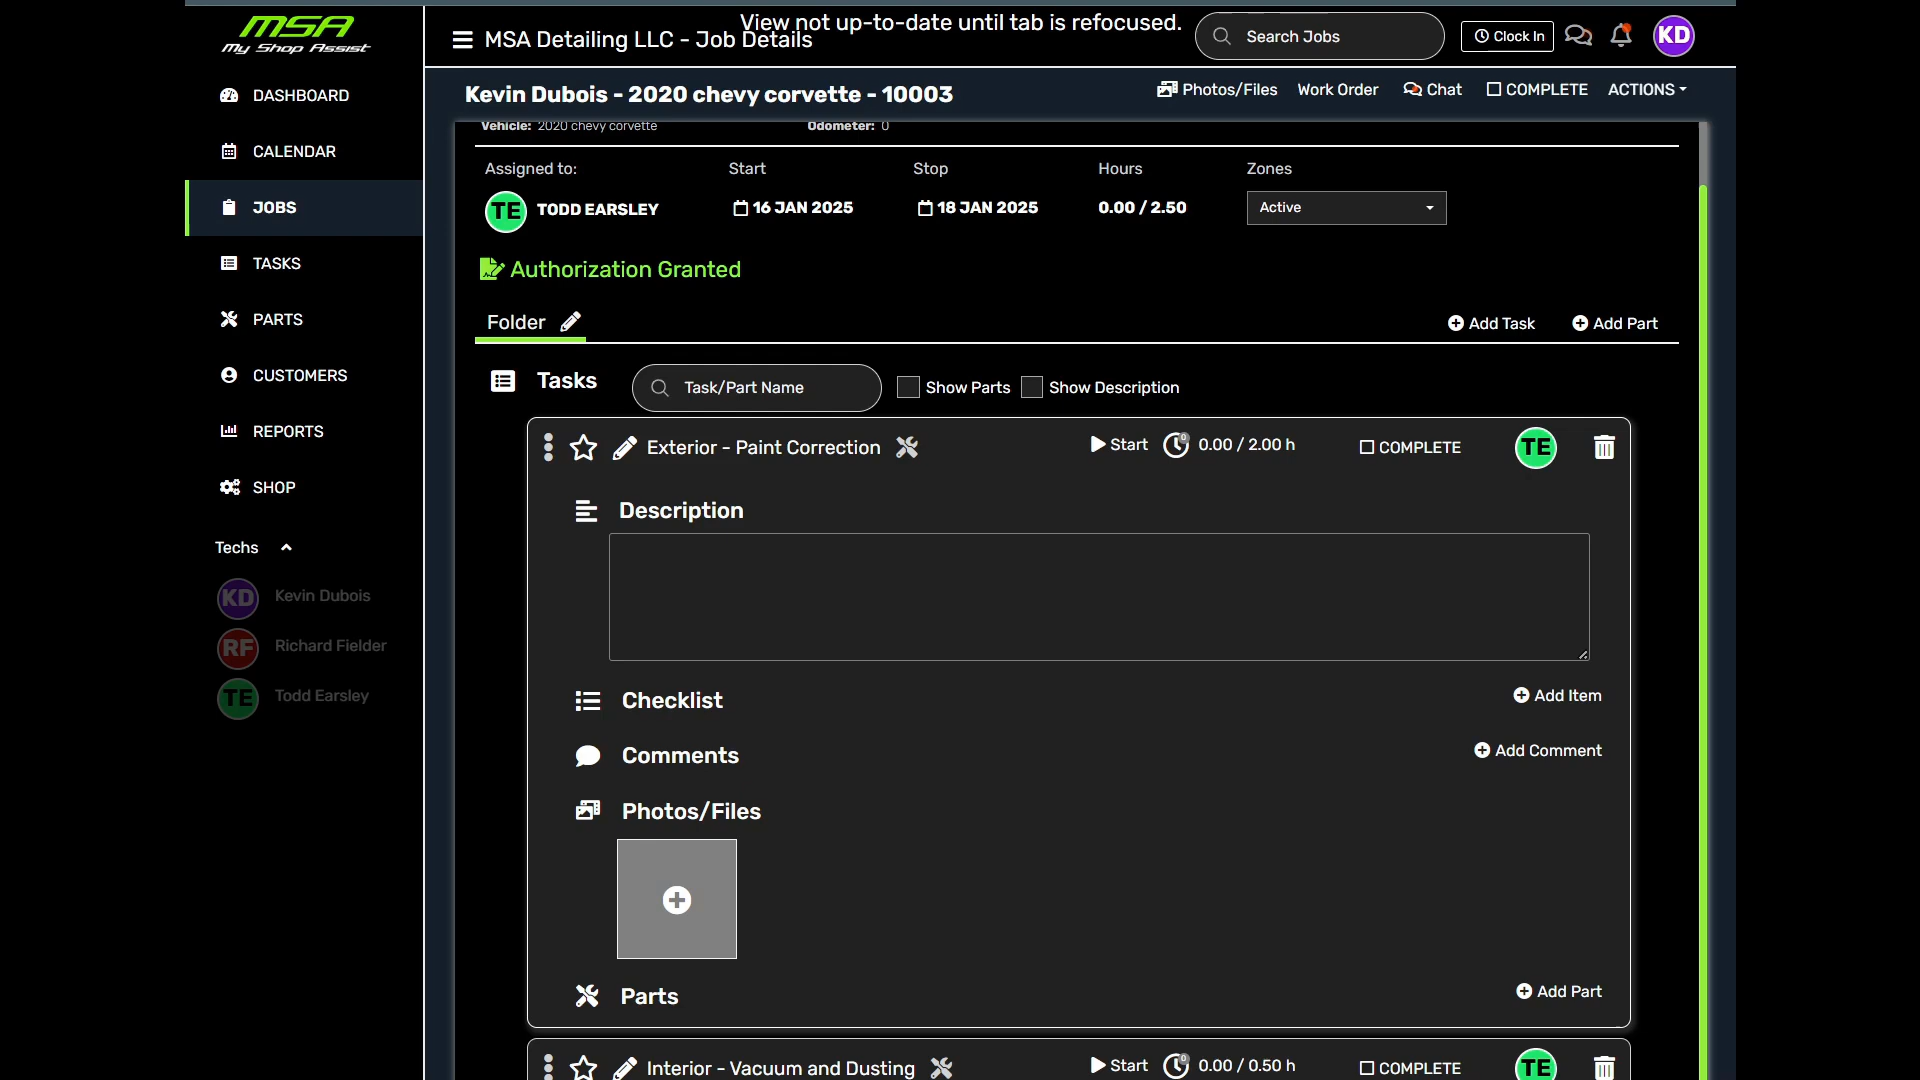 MSA
My Shop Assist
View not up-to-date until tab is refocused.
MSA Detailing LLC - Job Details
Search Jobs
Clock In
KD
DASHBOARD
CALENDAR
JOBS
TASKS
PARTS
CUSTOMERS
REPORTS
SHOP
Techs
KD Kevin Dubois
RF Richard Fielder
TE Todd Earsley
Kevin Dubois - 2020 chevy corvette - 10003
Photos/Files Work Order Chat COMPLETE ACTIONS
Vehicle: 2020 chevy corvette Odometer: 0
Assigned to: Start Stop Hours Zones
TE TODD EARSLEY 16 JAN 2025 18 JAN 2025 0.00 / 2.50 Active
Authorization Granted
Folder Add Task Add Part
Tasks Task/Part Name Show Parts Show Description
Exterior - Paint Correction Start 0 0.00 / 2.00 h COMPLETE TE
Description
Checklist Add Item
Comments Add Comment
Photos/Files
Parts Add Part
Interior - Vacuum and Dusting Start 0 0.00 / 0.50 h COMPLETE TE